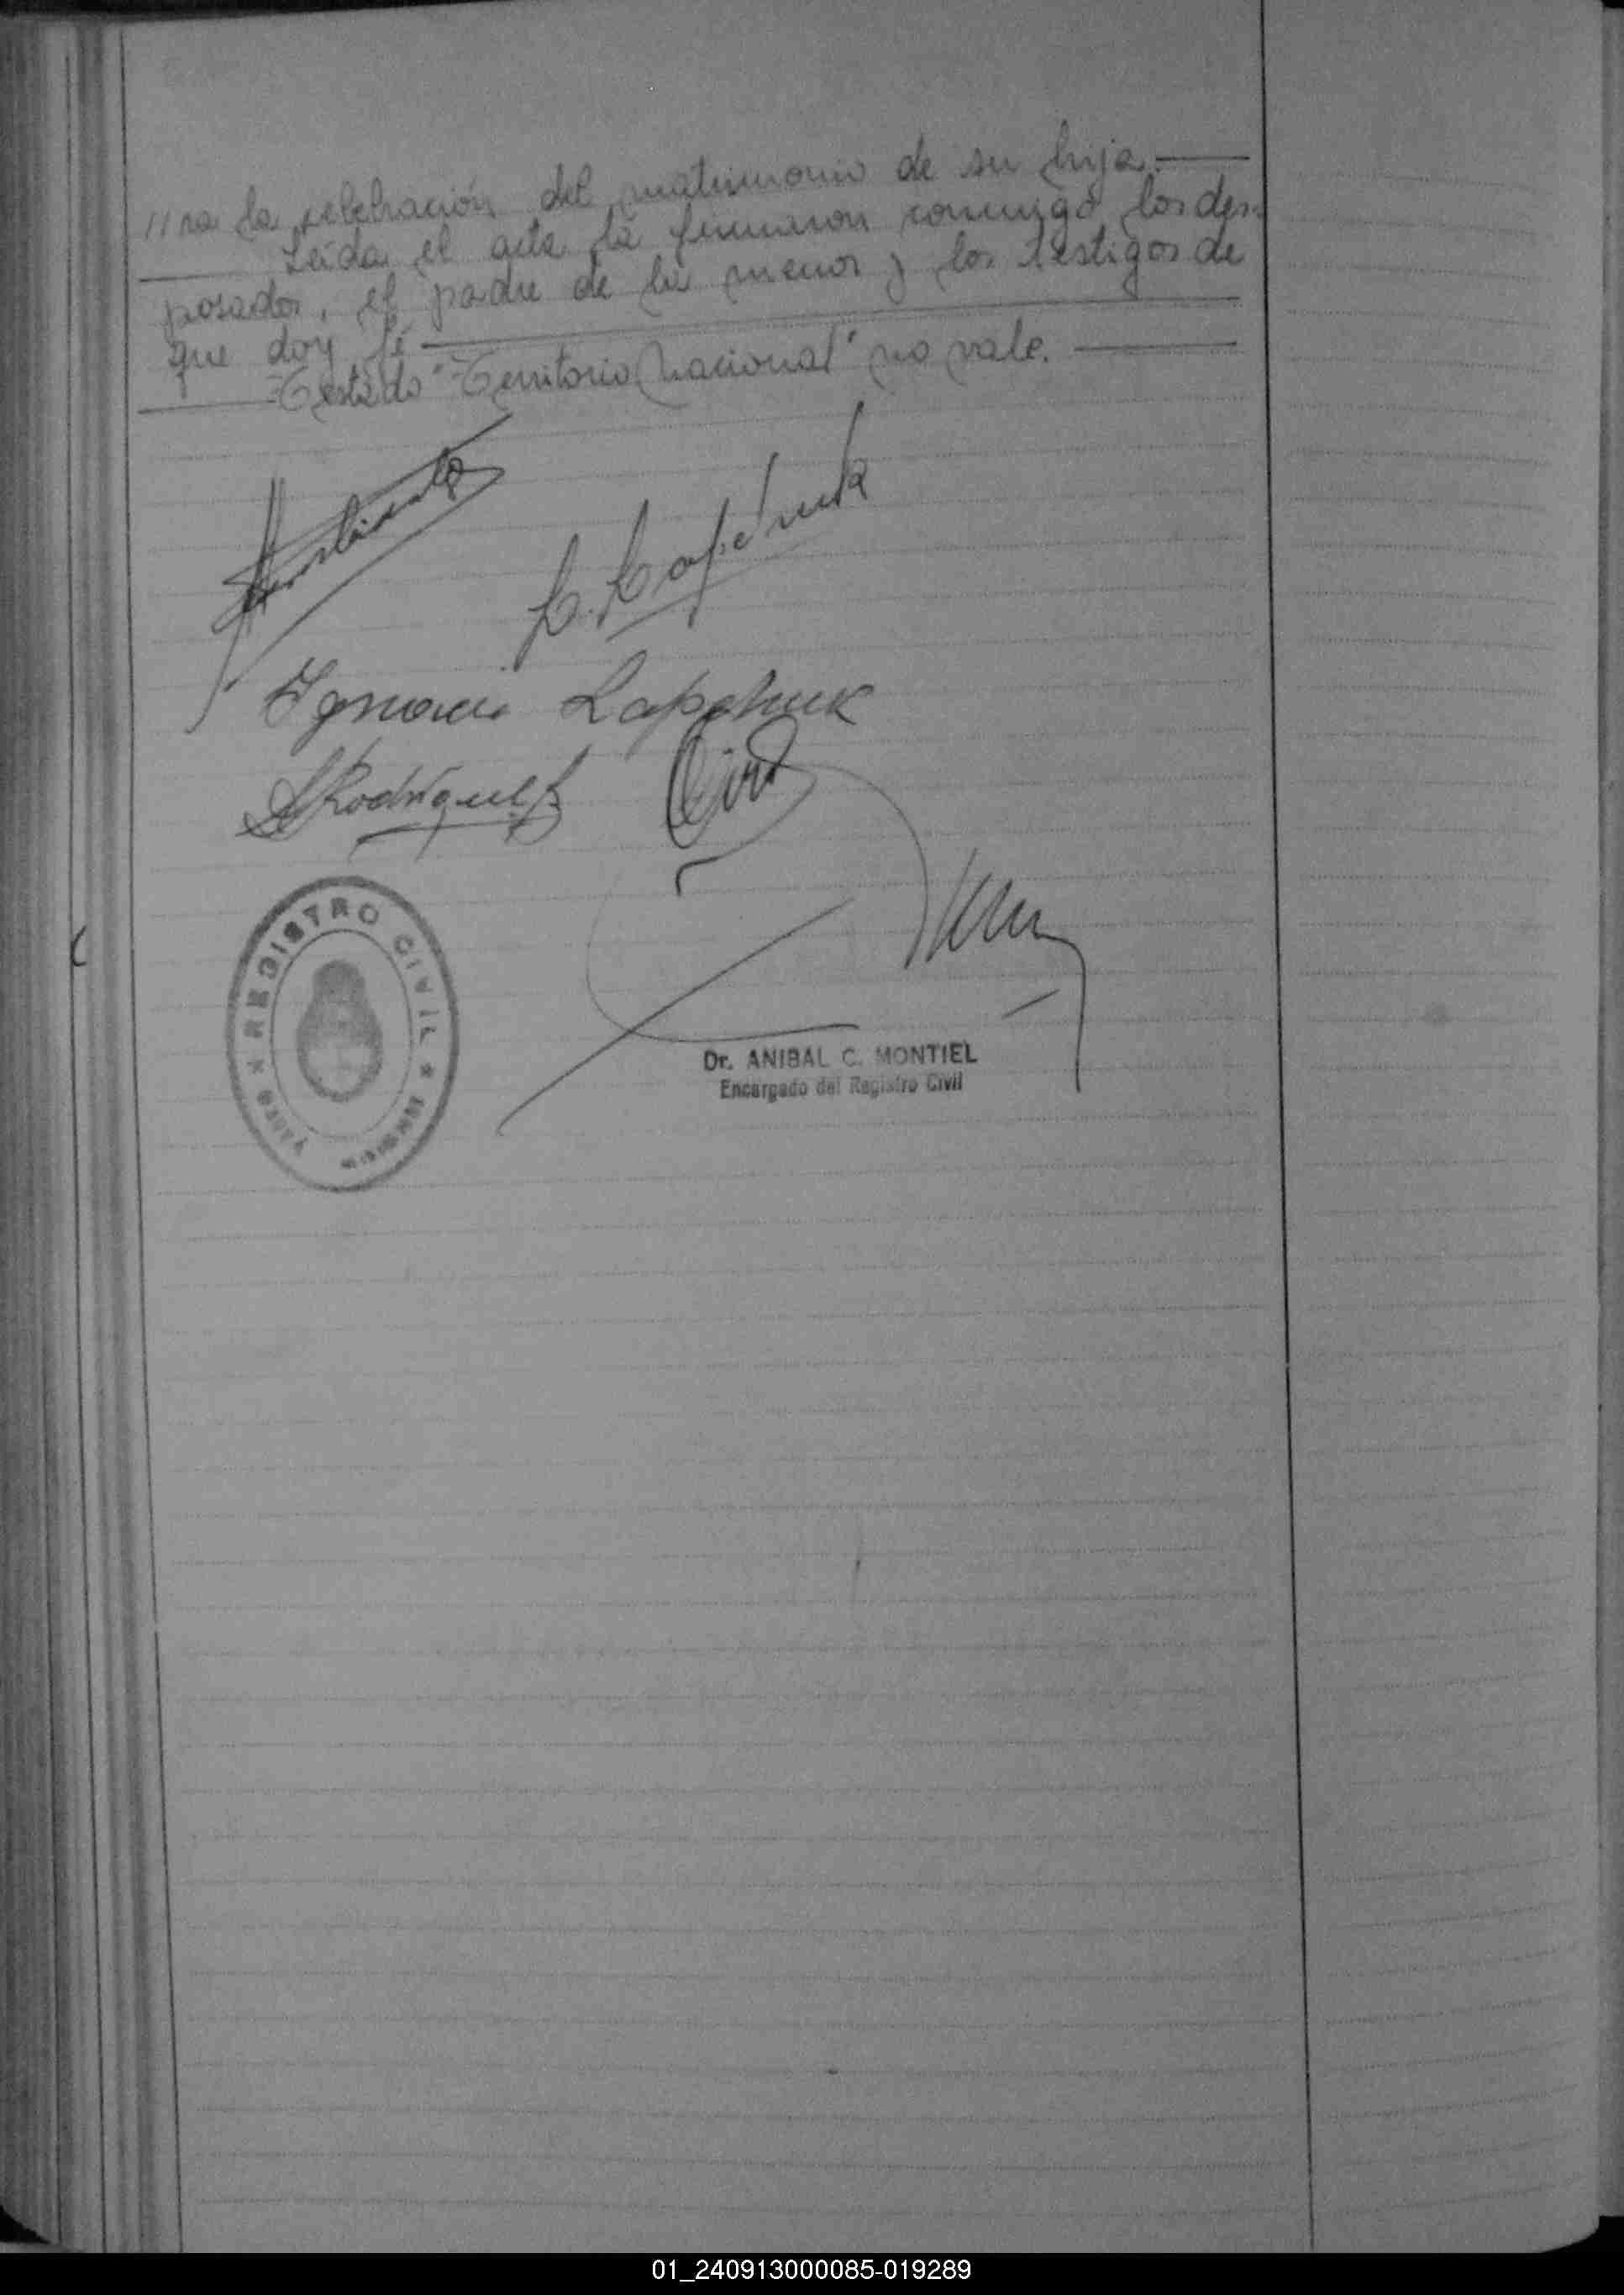 //ra la celebración del matrimonio de su hija.
Leída el acta la firmaron conmigo los des-
posados, el padre de la menor y los testigos de
que doy fé
Testado "Territorio Nacional" no vale.
Ignacio Lapchuk
Rodriguez
REGISTRO CIVIL
Dr. ANIBAL C. MONTIEL
Encargado del Registro Civil
01_240913000085-019289